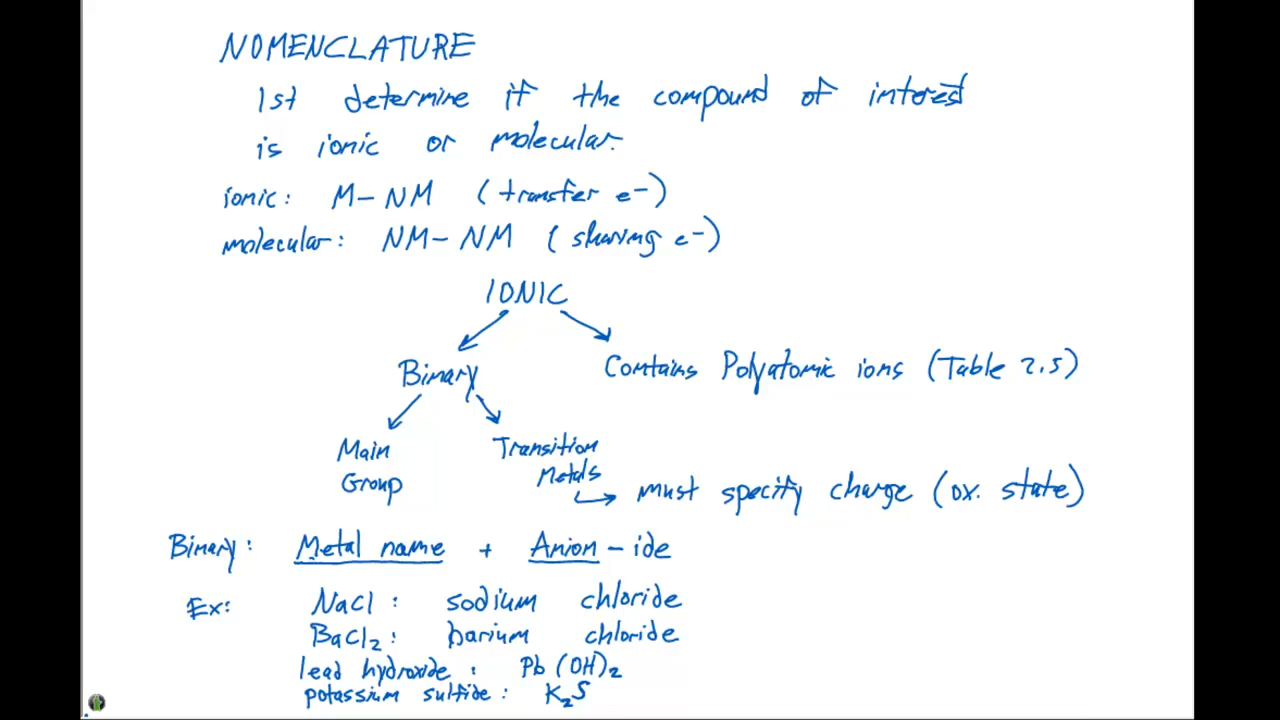 NOMENCLATURE
1st determine if the compound of interest
is ionic or molecular.
ionic: M-NM (transfer e-)
molecular: NM-NM (sharing e-)
IONIC
Binary Contains Polyatomic ions (Table 2.5)
Main Transition
Group Metals
must specify charge (ox. state)
Binary: Metal name + Anion-ide
Ex: NaCl: sodium chloride
BaCl2: barium chloride
lead hydroxide: Pb(OH)2
potassium sulfide: K2S